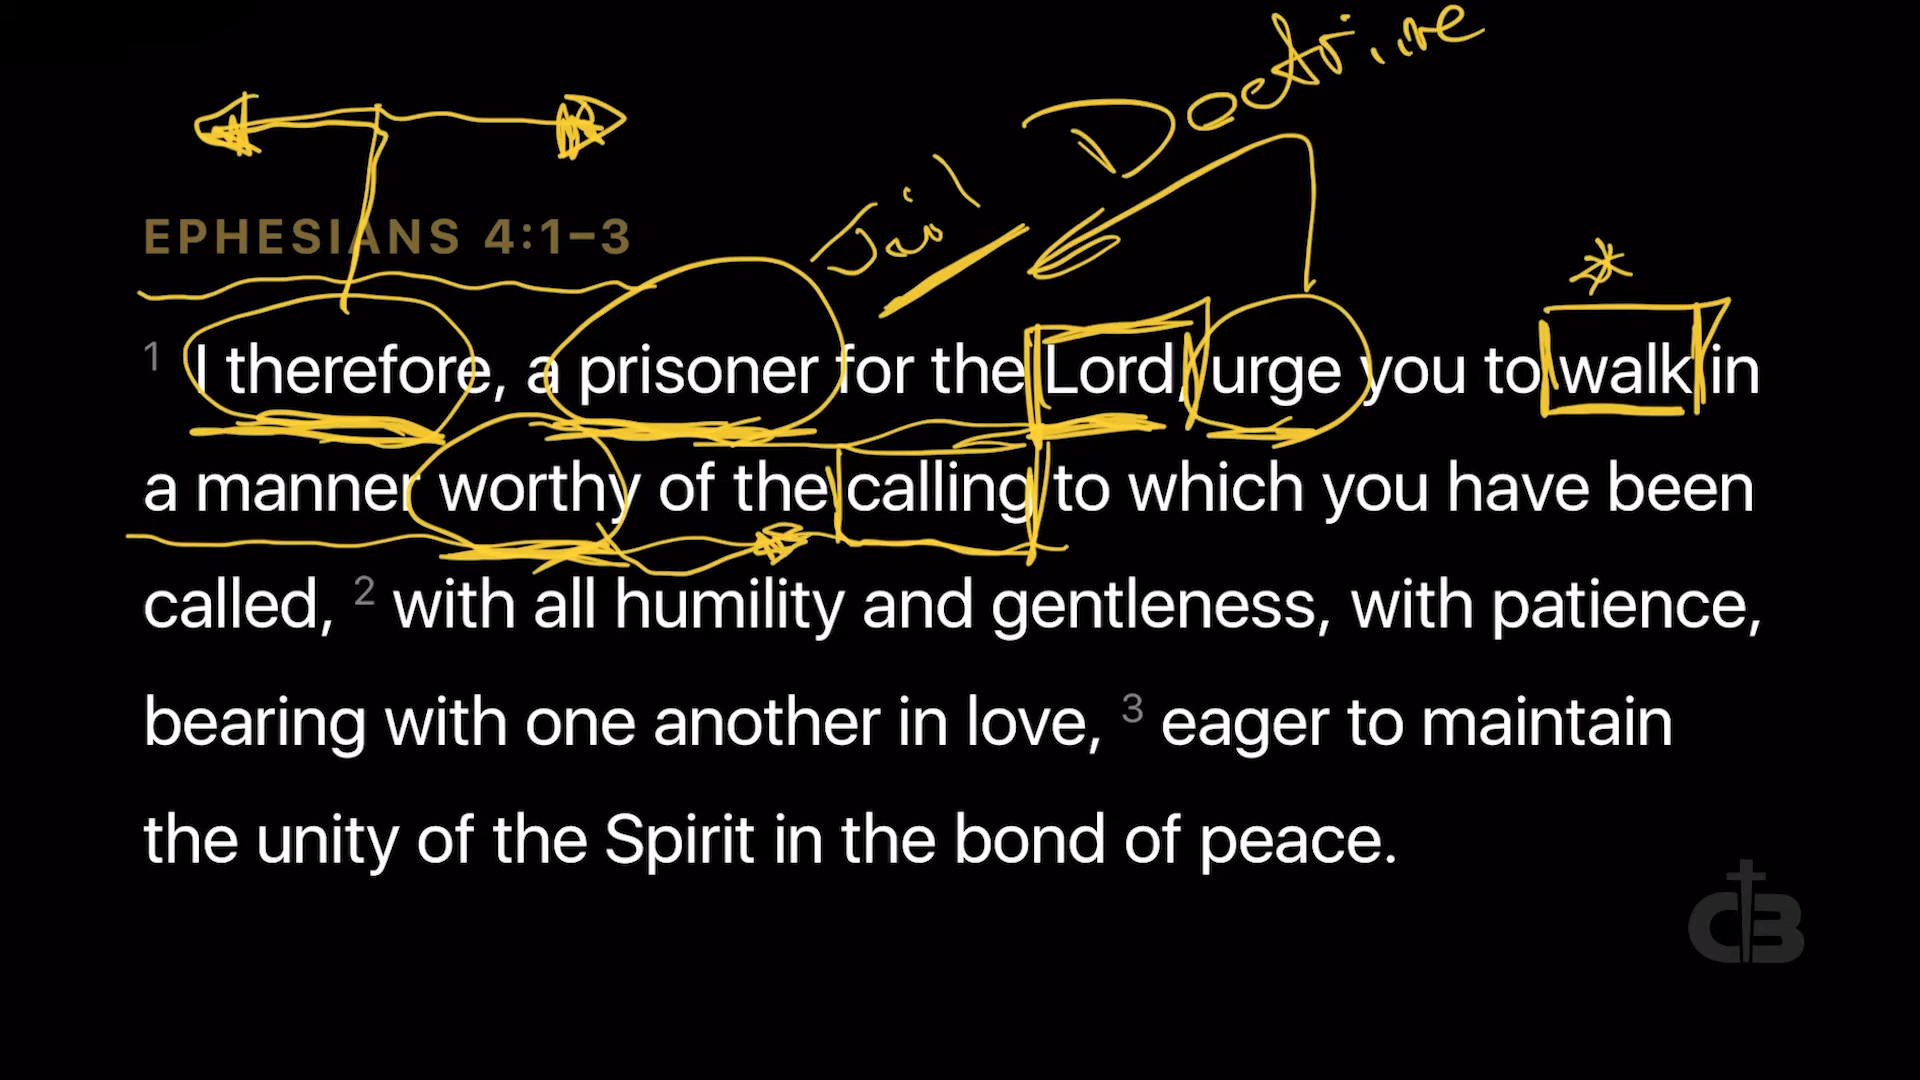 Doctrine
Jail
EPHESIANS 4:1–3
1 I therefore, a prisoner for the Lord, urge you to walk in
a manner worthy of the calling to which you have been
called, 2 with all humility and gentleness, with patience,
bearing with one another in love, 3 eager to maintain
the unity of the Spirit in the bond of peace.
CB